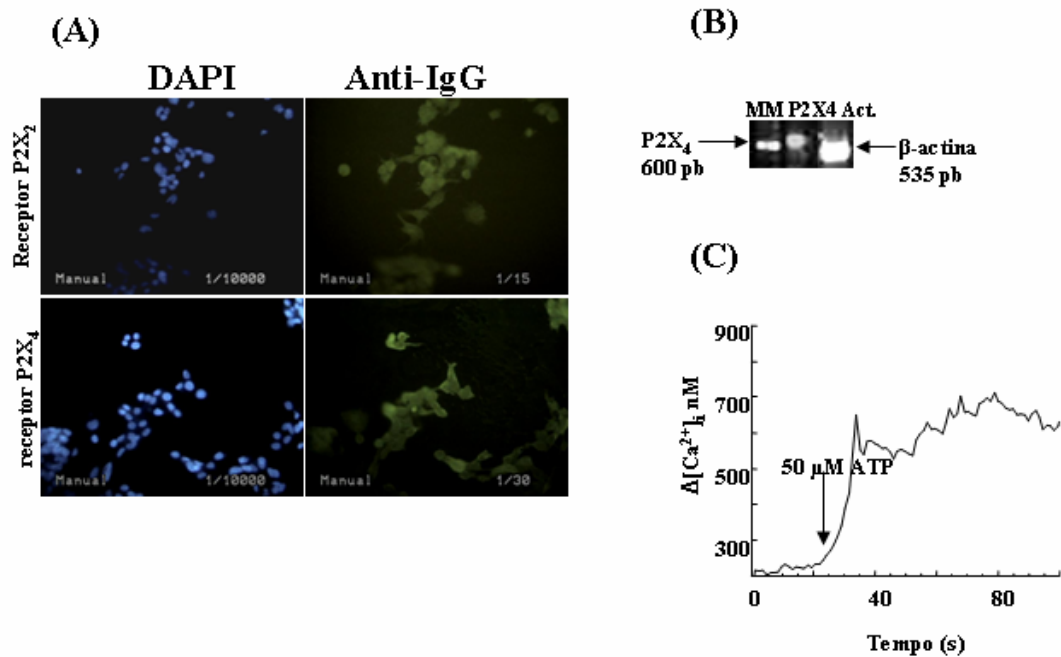 (A)
DAPI Anti-IgG
Receptor P2X₂
Manual 1/10000
Manual 1/15
receptor P2X₄
Manual 1/10000
Manual 1/30
(B)
MM P2X4 Act.
P2X₄
600 pb
β-actina
535 pb
(C)
900
700
500
300
Δ[Ca²⁺]ᵢ nM
50 µM ATP
0 40 80
Tempo (s)